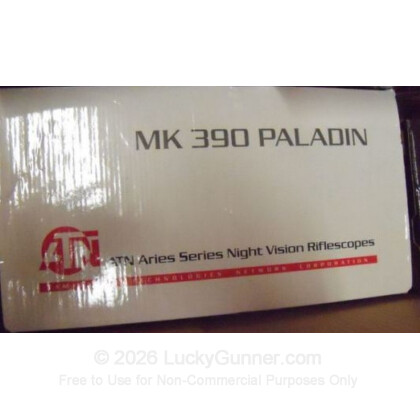 MK 390 PALADIN
ATN
ATN Aries Series Night Vision Riflescopes
TECHNOLOGIES NETWORK CORPORATION
© 2026 LuckyGunner.com
Free to Use for Non-Commercial Purposes Only